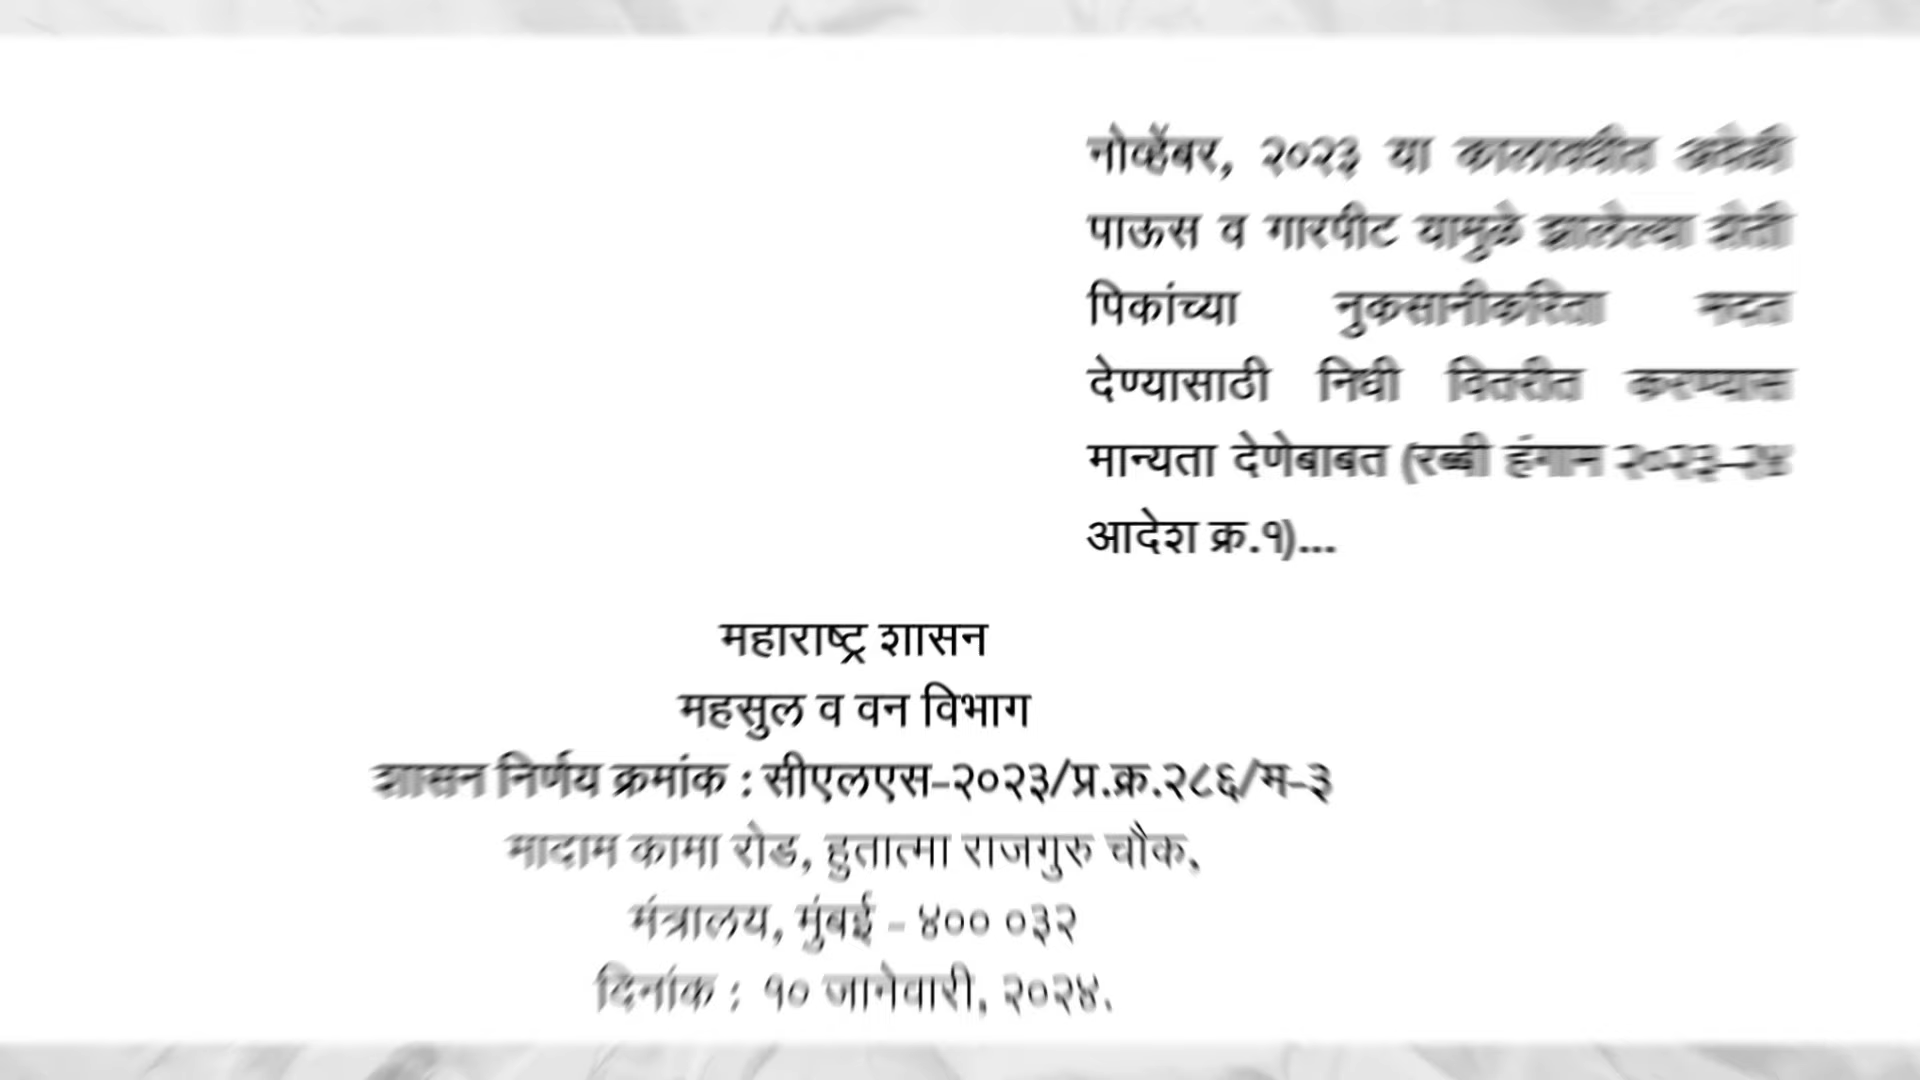 नोव्हेंबर, २०२३ या कालावधीत अवेळी
पाऊस व गारपीट यामुळे झालेल्या शेती
पिकांच्या नुकसानीकरिता मदत
देण्यासाठी निधी वितरीत करण्यास
मान्यता देणेबाबत (रब्बी हंगाम २०२३-२४
आदेश क्र.१)...
महाराष्ट्र शासन
महसुल व वन विभाग
शासन निर्णय क्रमांक : सीएलएस-२०२३/प्र.क्र.२८६/म-३
मादाम कामा रोड, हुतात्मा राजगुरु चौक,
मंत्रालय, मुंबई - ४०० ०३२
दिनांक : १० जानेवारी, २०२४.